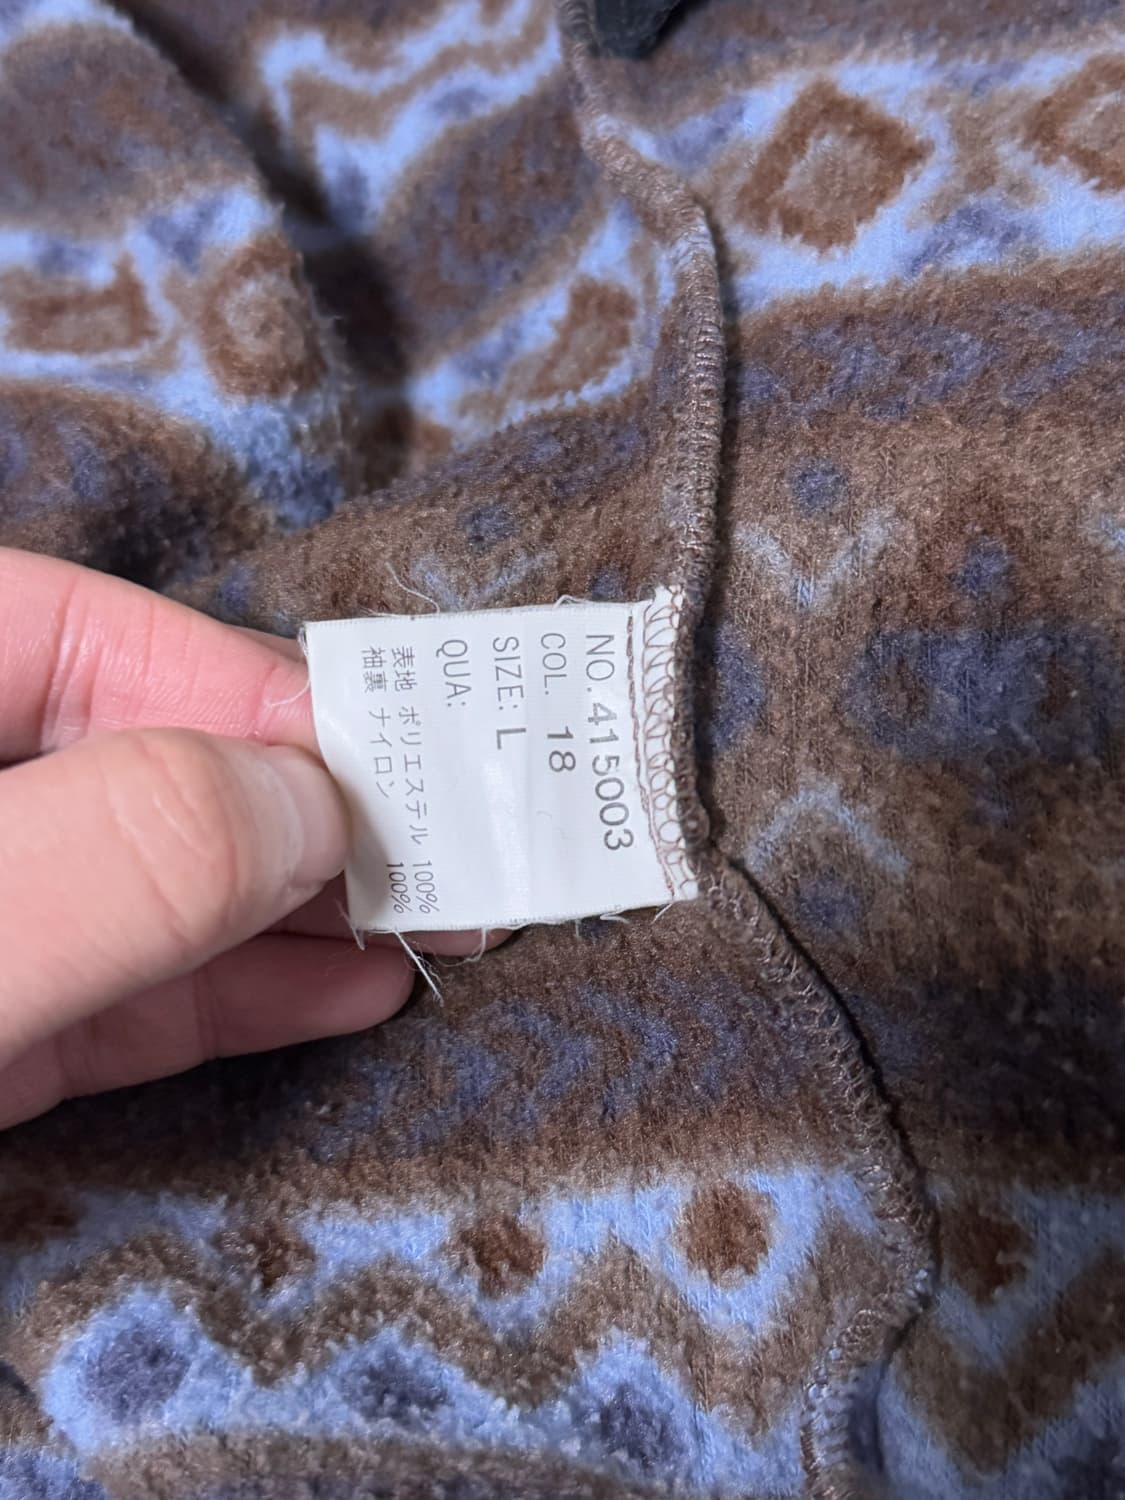 NO.415003
COL. 18
SIZE: L
QUA:
表地 ポリエステル 100%
袖裏 ナイロン 100%